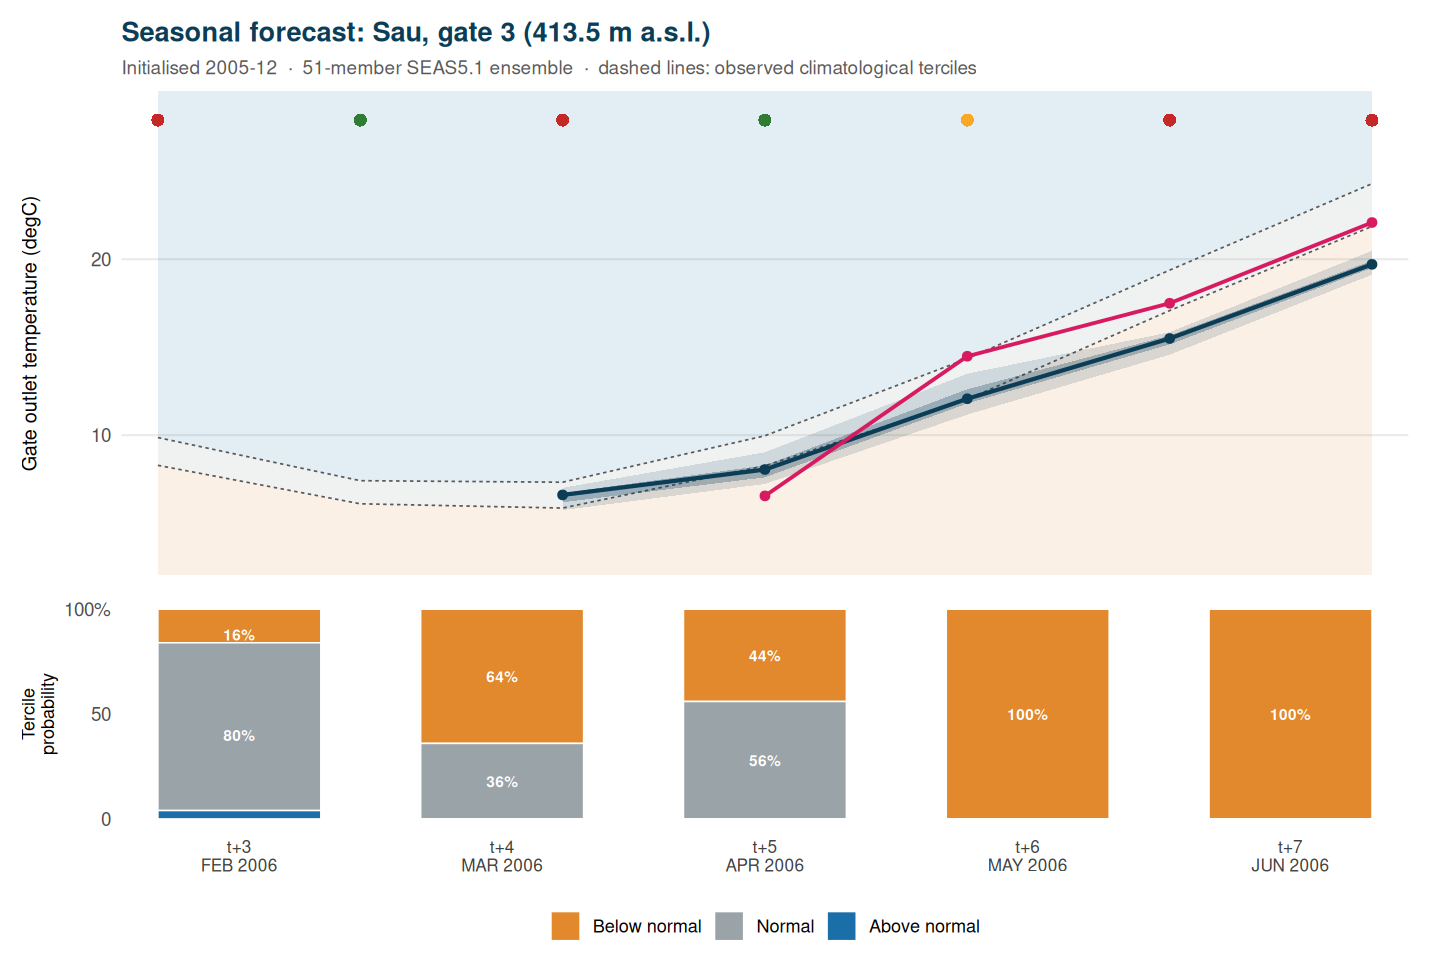 Seasonal forecast: Sau, gate 3 (413.5 m a.s.l.)
Initialised 2005-12 · 51-member SEAS5.1 ensemble · dashed lines: observed climatological terciles
Gate outlet temperature (degC)
20
10
Tercile
probability
100%
50
0
16%
80%
64%
36%
44%
56%
100%
100%
t+3
FEB 2006
t+4
MAR 2006
t+5
APR 2006
t+6
MAY 2006
t+7
JUN 2006
Below normal
Normal
Above normal